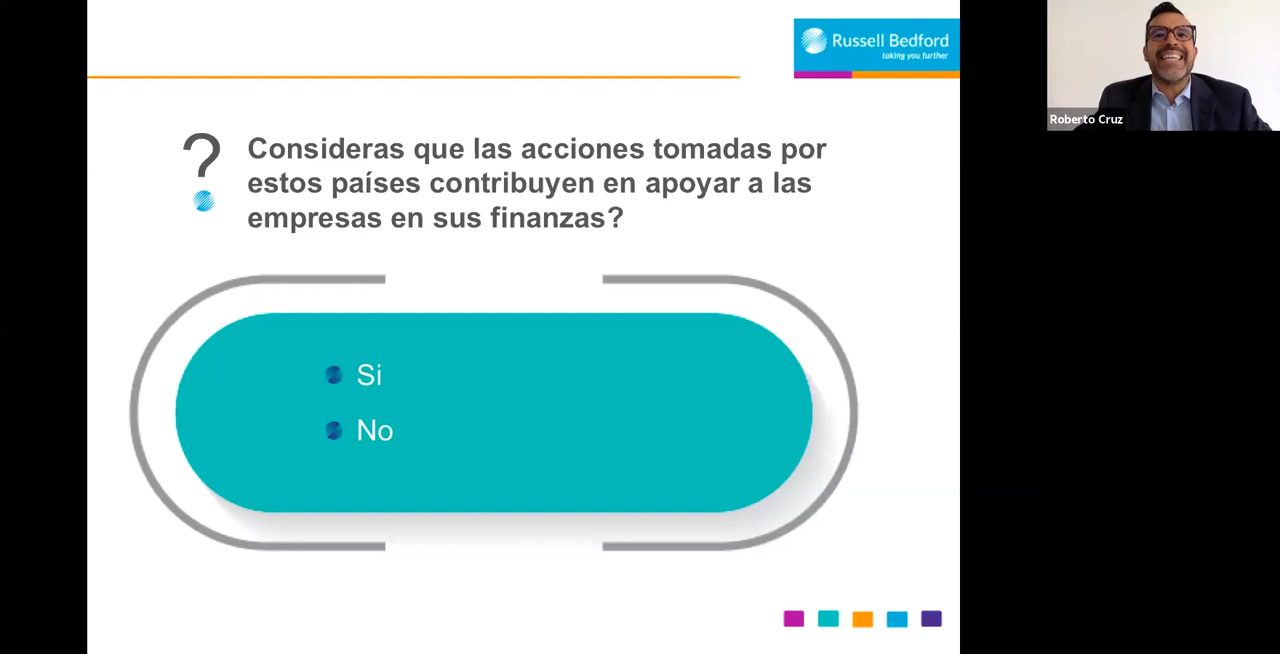 Russell Bedford
taking you further
Roberto Cruz
? Consideras que las acciones tomadas por
estos países contribuyen en apoyar a las
empresas en sus finanzas?
Si
No